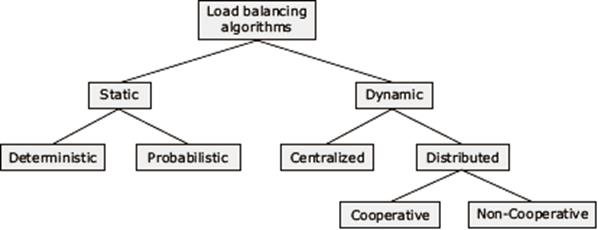 Load balancing
algorithms
Static
Dynamic
Deterministic
Probabilistic
Centralized
Distributed
Cooperative
Non-Cooperative